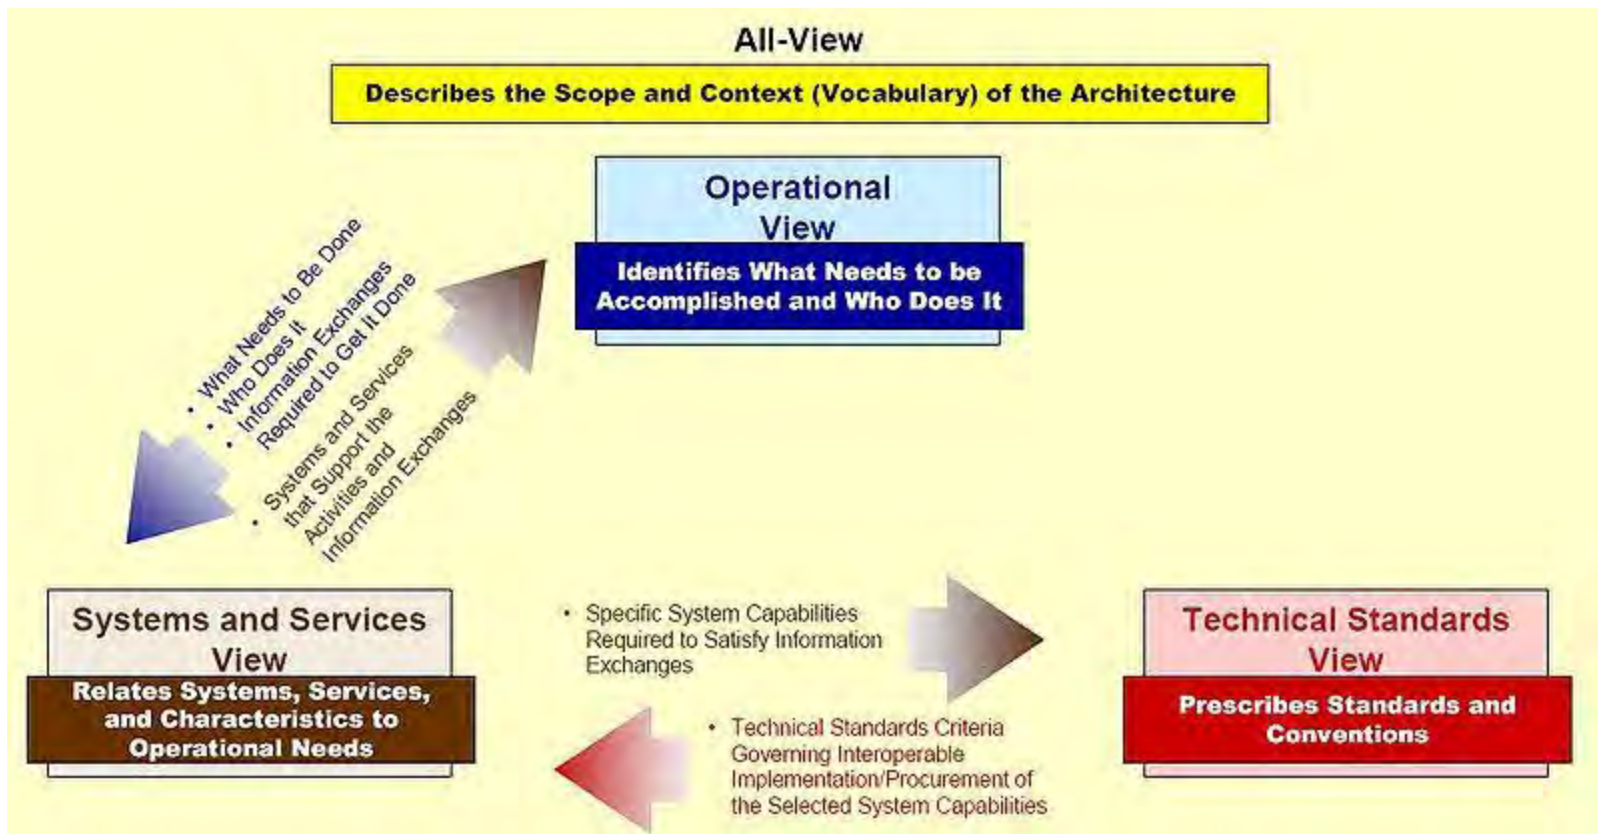 All-View
Describes the Scope and Context (Vocabulary) of the Architecture
Operational
View
Identifies What Needs to be
Accomplished and Who Does It
• What Needs to Be Done
• Who Does It
• Information Exchanges
Required to Get It Done
• Systems and Services
that Support the
Activities and
Information Exchanges
Systems and Services
View
Relates Systems, Services,
and Characteristics to
Operational Needs
• Specific System Capabilities
Required to Satisfy Information
Exchanges
• Technical Standards Criteria
Governing Interoperable
Implementation/Procurement of
the Selected System Capabilities
Technical Standards
View
Prescribes Standards and
Conventions